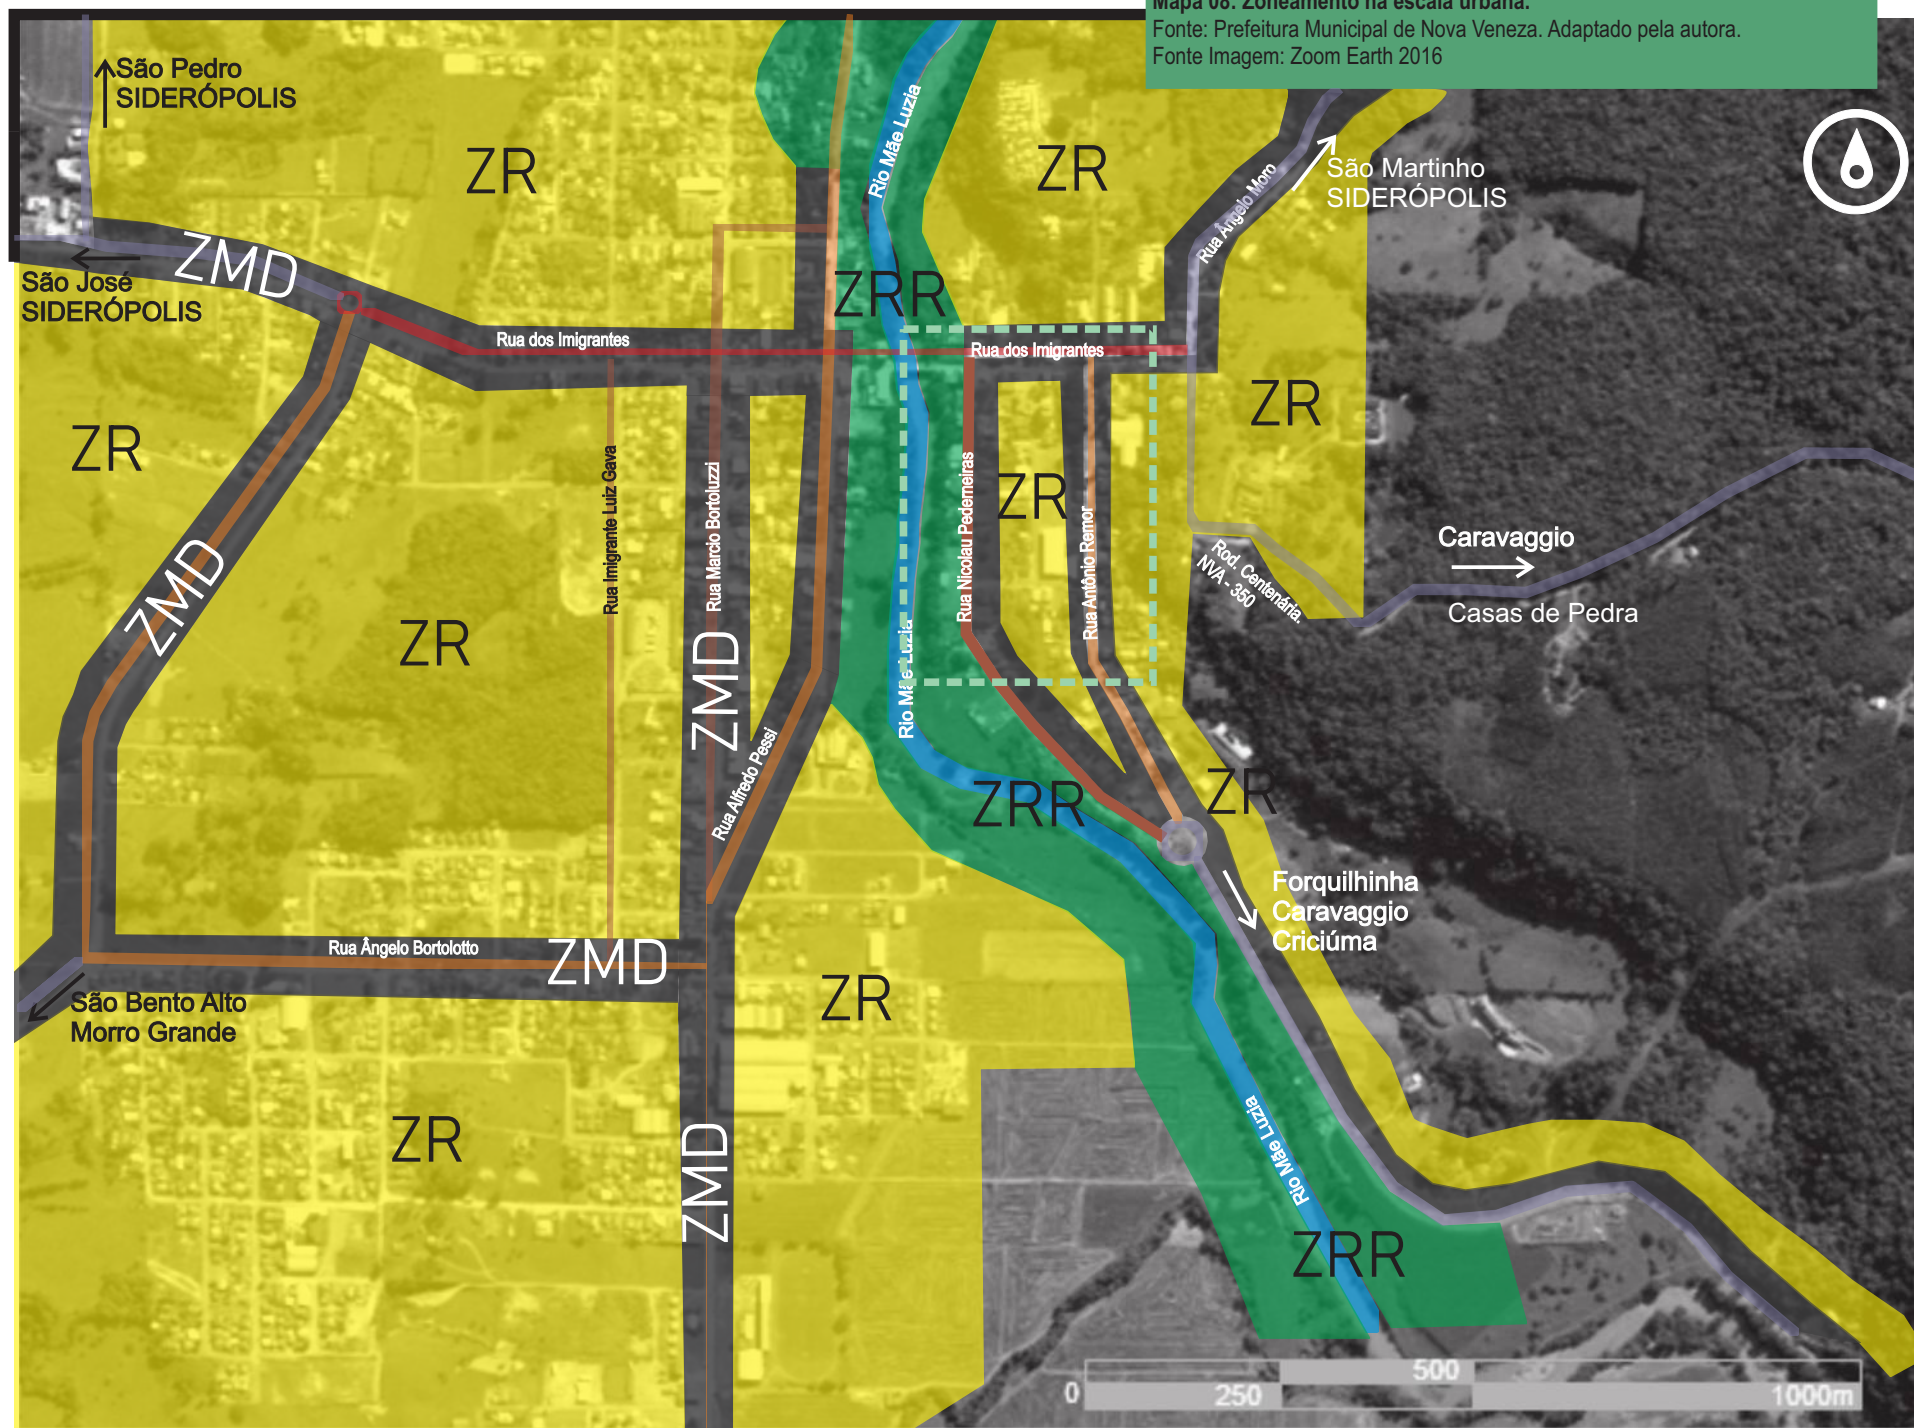 Mapa 08: Zoneamento na escala urbana.
Fonte: Prefeitura Municipal de Nova Veneza. Adaptado pela autora.
Fonte Imagem: Zoom Earth 2016
São Pedro
SIDERÓPOLIS
ZR
Rio Mãe Luzia
ZR
São Martinho
SIDERÓPOLIS
Rua Ângelo Moro
ZMD
São José
SIDERÓPOLIS
ZRR
Rua dos Imigrantes
Rua dos Imigrantes
ZR
ZR
Rua Imigrante Luiz Gava
Rua Marcio Bortoluzzi
Rua Nicolau Pederneiras
ZR
Rua Antônio Remor
Rod. Centenária.
NVA - 350
Caravaggio
Casas de Pedra
ZMD
ZR
ZMD
Rio Mãe Luzia
Rua Alfredo Pessi
ZRR
ZR
Forquilhinha
Caravaggio
Criciúma
Rua Ângelo Bortolotto
ZMD
ZR
São Bento Alto
Morro Grande
ZR
ZMD
Rio Mãe Luzia
ZRR
0
250
500
1000m